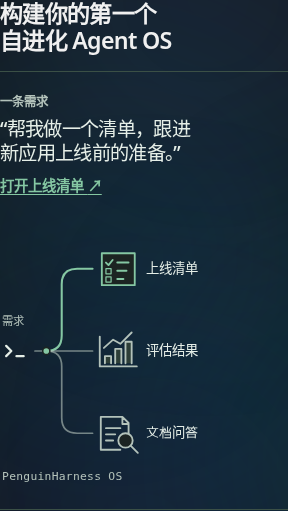 构建你的第一个
自进化 Agent OS
一条需求
“帮我做一个清单，跟进
新应用上线前的准备。”
打开上线清单 ↗
上线清单
需求
评估结果
文档问答
PenguinHarness OS